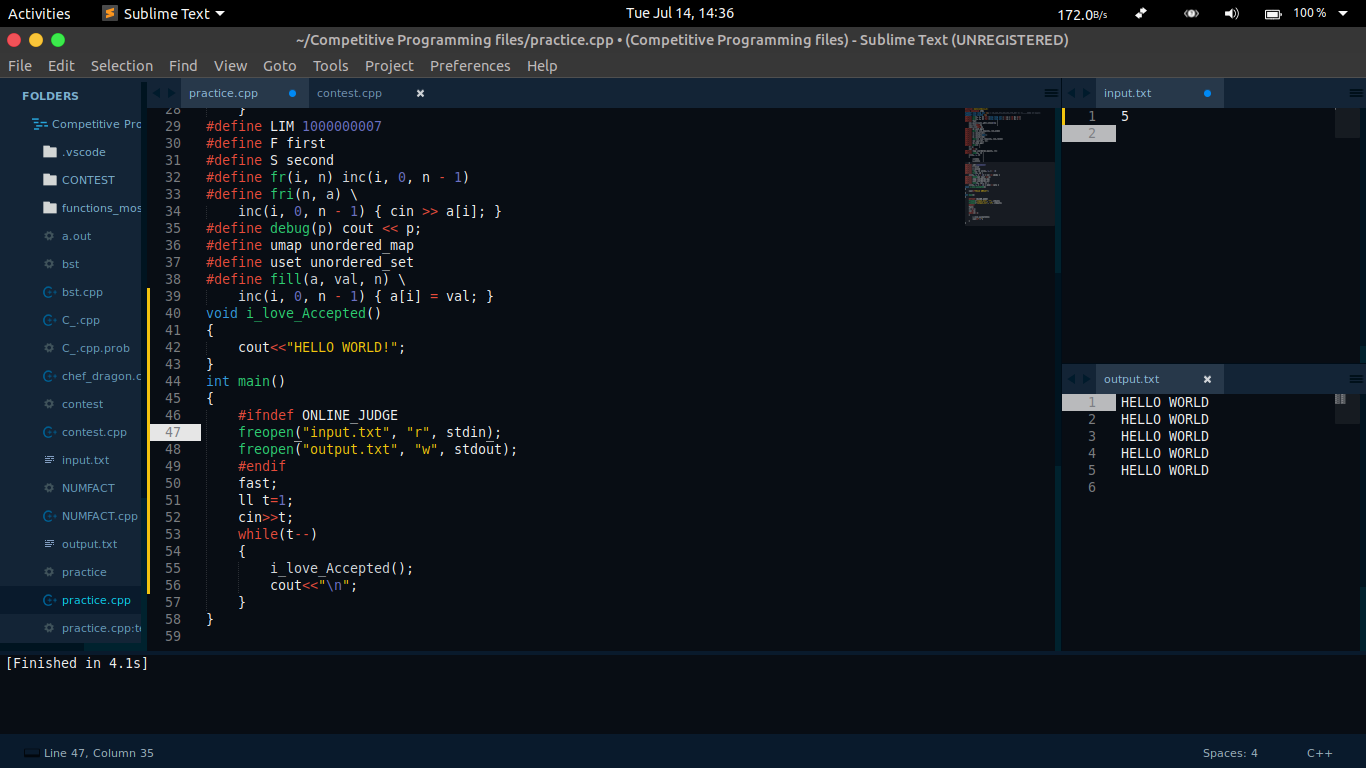 Activities Sublime Text Tue Jul 14, 14:36 172.0B/s 100 %
~/Competitive Programming files/practice.cpp • (Competitive Programming files) - Sublime Text (UNREGISTERED)
File Edit Selection Find View Goto Tools Project Preferences Help
FOLDERS
Competitive Pro
.vscode
CONTEST
functions_mos
a.out
bst
bst.cpp
C_.cpp
C_.cpp.prob
chef_dragon.c
contest
contest.cpp
input.txt
NUMFACT
NUMFACT.cpp
output.txt
practice
practice.cpp
practice.cpp:te
practice.cpp contest.cpp
28 }
29 #define LIM 1000000007
30 #define F first
31 #define S second
32 #define fr(i, n) inc(i, 0, n - 1)
33 #define fri(n, a) \
34 inc(i, 0, n - 1) { cin >> a[i]; }
35 #define debug(p) cout << p;
36 #define umap unordered_map
37 #define uset unordered_set
38 #define fill(a, val, n) \
39 inc(i, 0, n - 1) { a[i] = val; }
40 void i_love_Accepted()
41 {
42 cout<<"HELLO WORLD!";
43 }
44 int main()
45 {
46 #ifndef ONLINE_JUDGE
47 freopen("input.txt", "r", stdin);
48 freopen("output.txt", "w", stdout);
49 #endif
50 fast;
51 ll t=1;
52 cin>>t;
53 while(t--)
54 {
55 i_love_Accepted();
56 cout<<"\n";
57 }
58 }
59
input.txt
1 5
2
output.txt
1 HELLO WORLD
2 HELLO WORLD
3 HELLO WORLD
4 HELLO WORLD
5 HELLO WORLD
6
[Finished in 4.1s]
Line 47, Column 35 Spaces: 4 C++